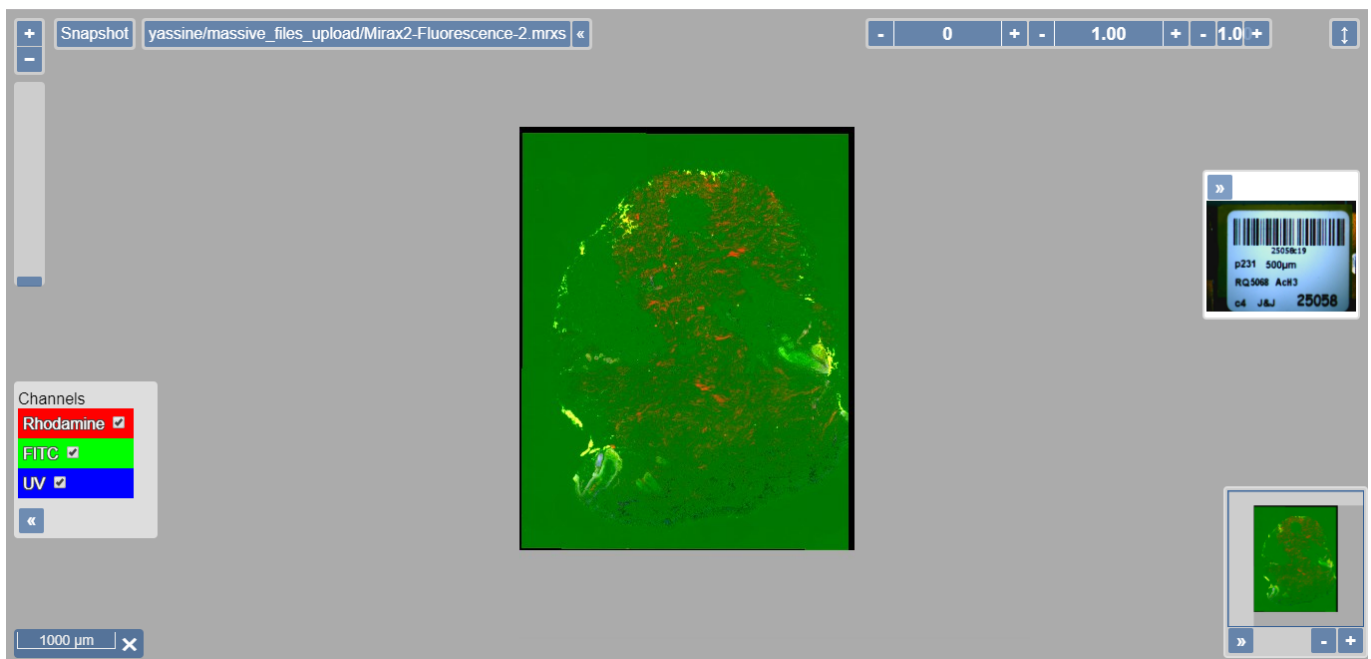 +
−
Snapshot
yassine/massive_files_upload/Mirax2-Fluorescence-2.mrxs «
- 0 + - 1.00 + - 1.0 +
»
25058c19
p231 500µm
RQ5068 AcH3
c4 J&J 25058
Channels
Rhodamine
FITC
UV
«
1000 µm
» - +